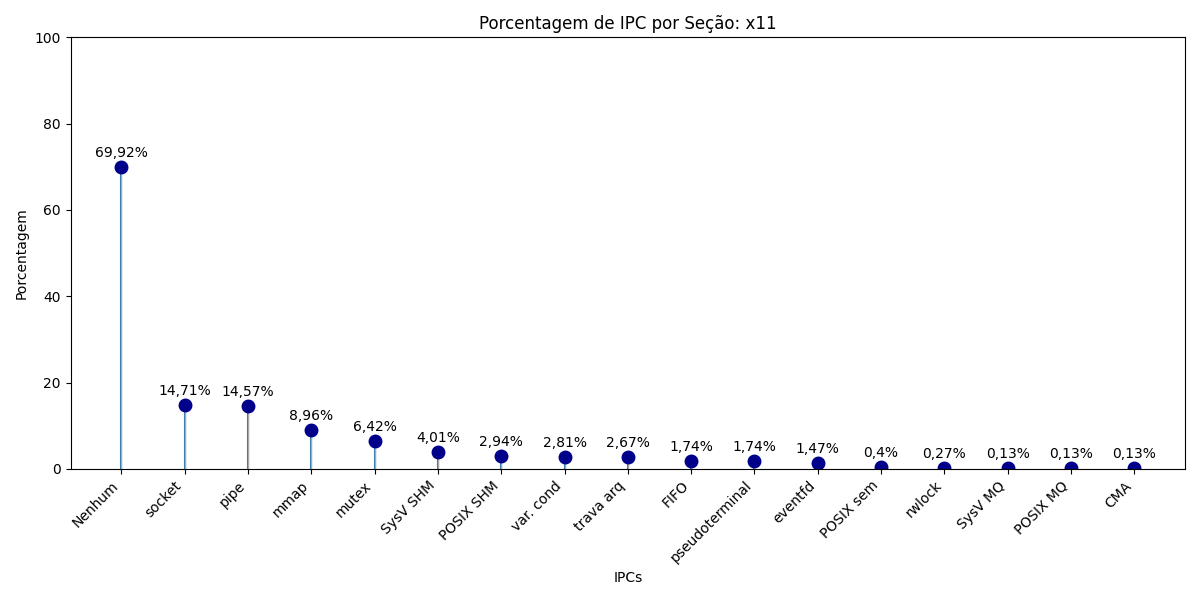 Porcentagem de IPC por Seção: x11
Porcentagem
100
80
60
40
20
0
69,92%
14,71%
14,57%
8,96%
6,42%
4,01%
2,94%
2,81%
2,67%
1,74%
1,74%
1,47%
0,4%
0,27%
0,13%
0,13%
0,13%
Nenhum
socket
pipe
mmap
mutex
SysV SHM
POSIX SHM
var. cond
trava arq
FIFO
pseudoterminal
eventfd
POSIX sem
rwlock
SysV MQ
POSIX MQ
CMA
IPCs